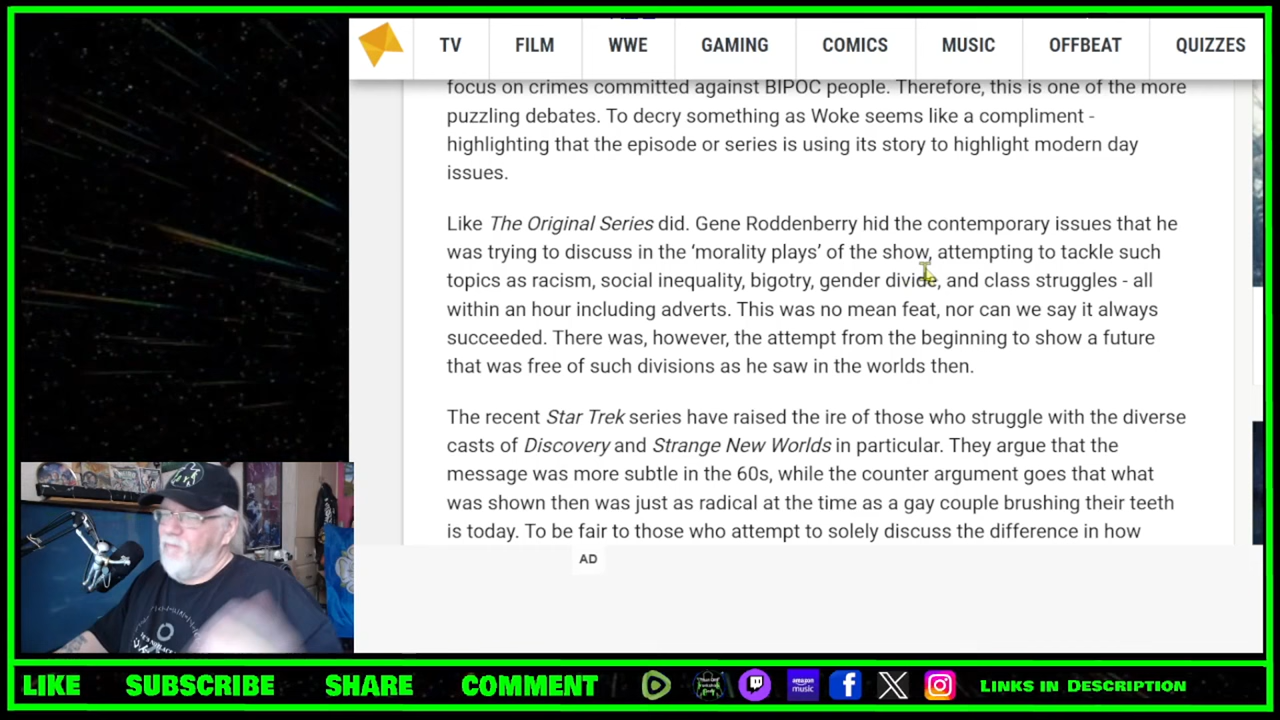 TV FILM WWE GAMING COMICS MUSIC OFFBEAT QUIZZES
focus on crimes committed against BIPOC people. Therefore, this is one of the more
puzzling debates. To decry something as Woke seems like a compliment -
highlighting that the episode or series is using its story to highlight modern day
issues.
Like The Original Series did. Gene Roddenberry hid the contemporary issues that he
was trying to discuss in the ‘morality plays’ of the show, attempting to tackle such
topics as racism, social inequality, bigotry, gender divide, and class struggles - all
within an hour including adverts. This was no mean feat, nor can we say it always
succeeded. There was, however, the attempt from the beginning to show a future
that was free of such divisions as he saw in the worlds then.
The recent Star Trek series have raised the ire of those who struggle with the diverse
casts of Discovery and Strange New Worlds in particular. They argue that the
message was more subtle in the 60s, while the counter argument goes that what
was shown then was just as radical at the time as a gay couple brushing their teeth
is today. To be fair to those who attempt to solely discuss the difference in how
AD
LIKE SUBSCRIBE SHARE COMMENT amazon music Links in Description